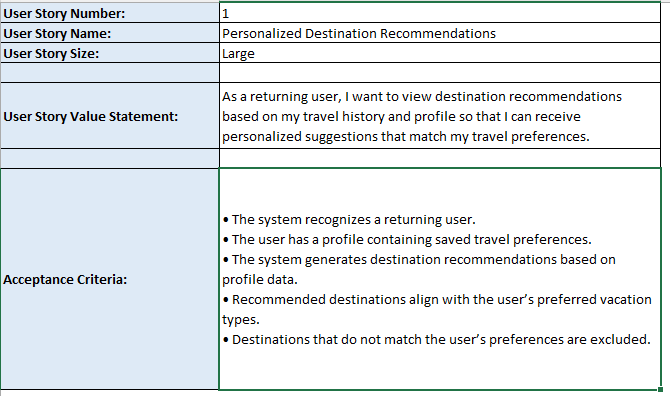 User Story Number: 1
User Story Name: Personalized Destination Recommendations
User Story Size: Large
User Story Value Statement:
As a returning user, I want to view destination recommendations
based on my travel history and profile so that I can receive
personalized suggestions that match my travel preferences.
Acceptance Criteria:
• The system recognizes a returning user.
• The user has a profile containing saved travel preferences.
• The system generates destination recommendations based on
profile data.
• Recommended destinations align with the user’s preferred vacation
types.
• Destinations that do not match the user’s preferences are excluded.